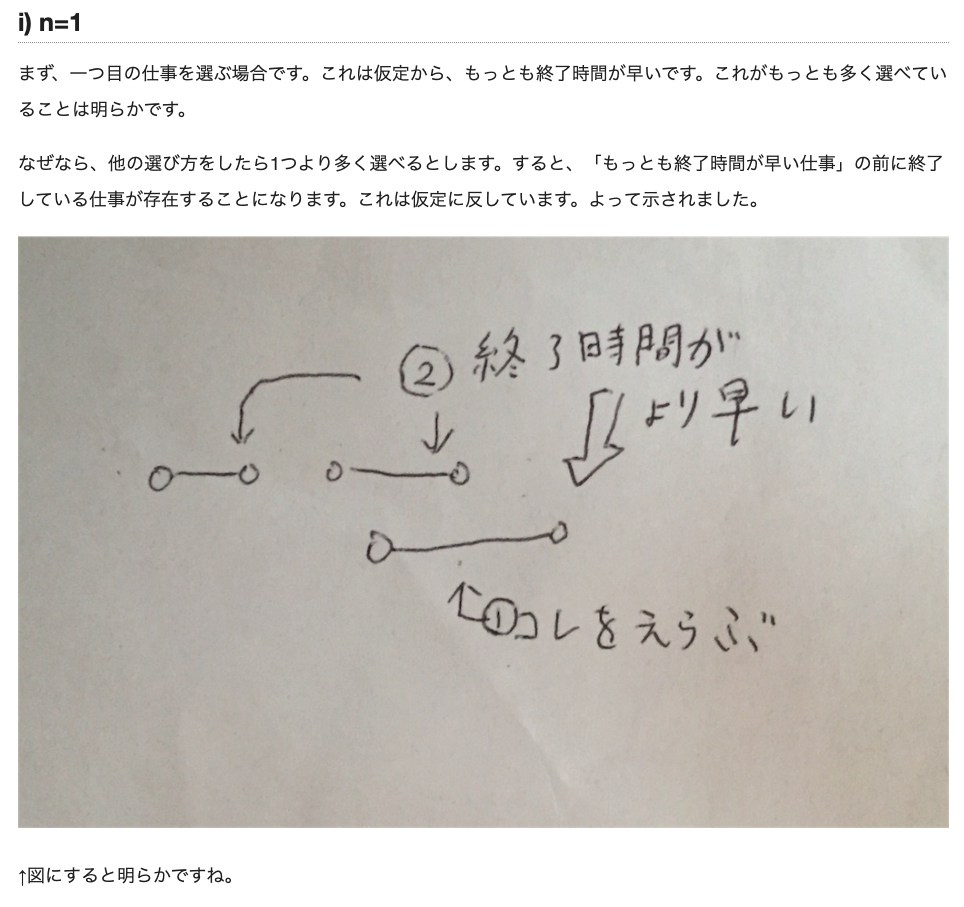 i) n=1
まず、一つ目の仕事を選ぶ場合です。これは仮定から、もっとも終了時間が早いです。これがもっとも多く選べてい
ることは明らかです。
なぜなら、他の選び方をしたら1つより多く選べるとします。すると、「もっとも終了時間が早い仕事」の前に終了
している仕事が存在することになります。これは仮定に反しています。よって示されました。
② 終了時間が
より早い
①コレをえらぶ
↑図にすると明らかですね。